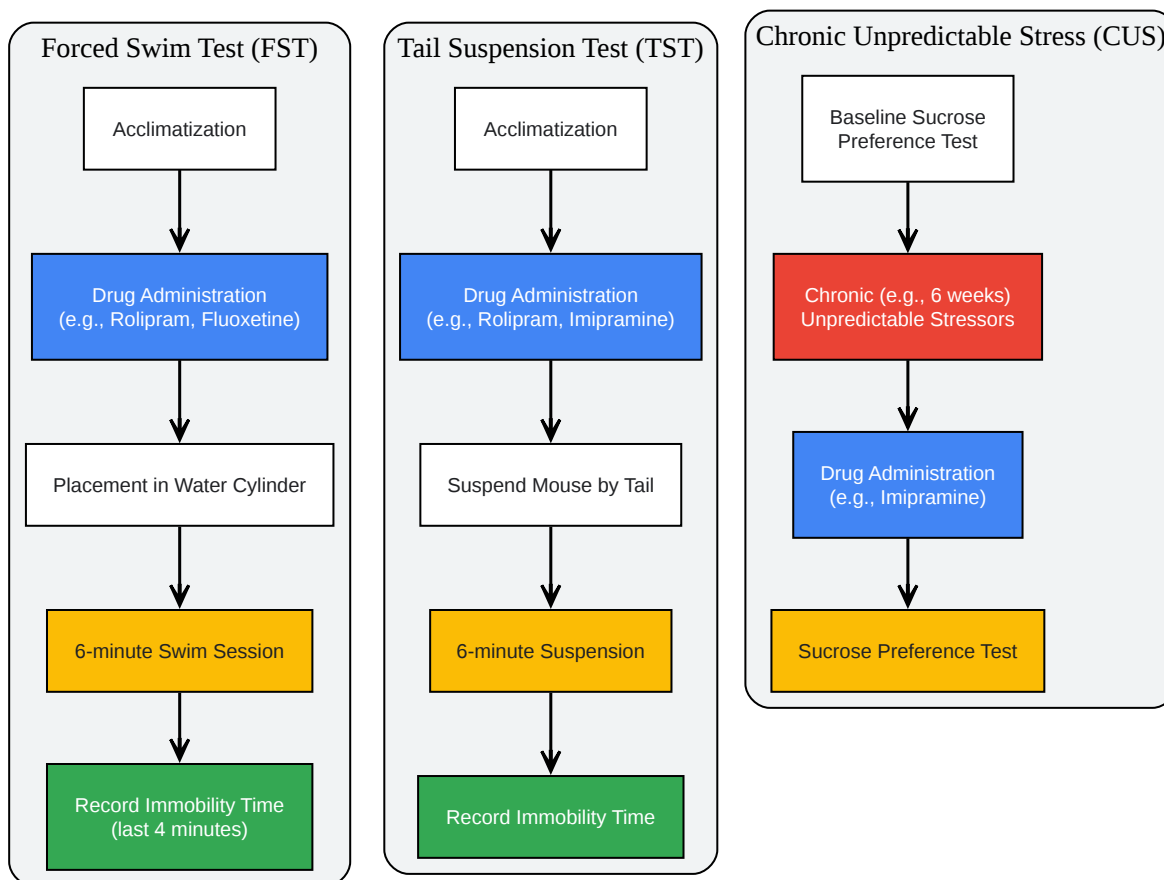 Forced Swim Test (FST)
Acclimatization
Drug Administration
(e.g., Rolipram, Fluoxetine)
Placement in Water Cylinder
6-minute Swim Session
Record Immobility Time
(last 4 minutes)
Tail Suspension Test (TST)
Acclimatization
Drug Administration
(e.g., Rolipram, Imipramine)
Suspend Mouse by Tail
6-minute Suspension
Record Immobility Time
Chronic Unpredictable Stress (CUS)
Baseline Sucrose
Preference Test
Chronic (e.g., 6 weeks)
Unpredictable Stressors
Drug Administration
(e.g., Imipramine)
Sucrose Preference Test